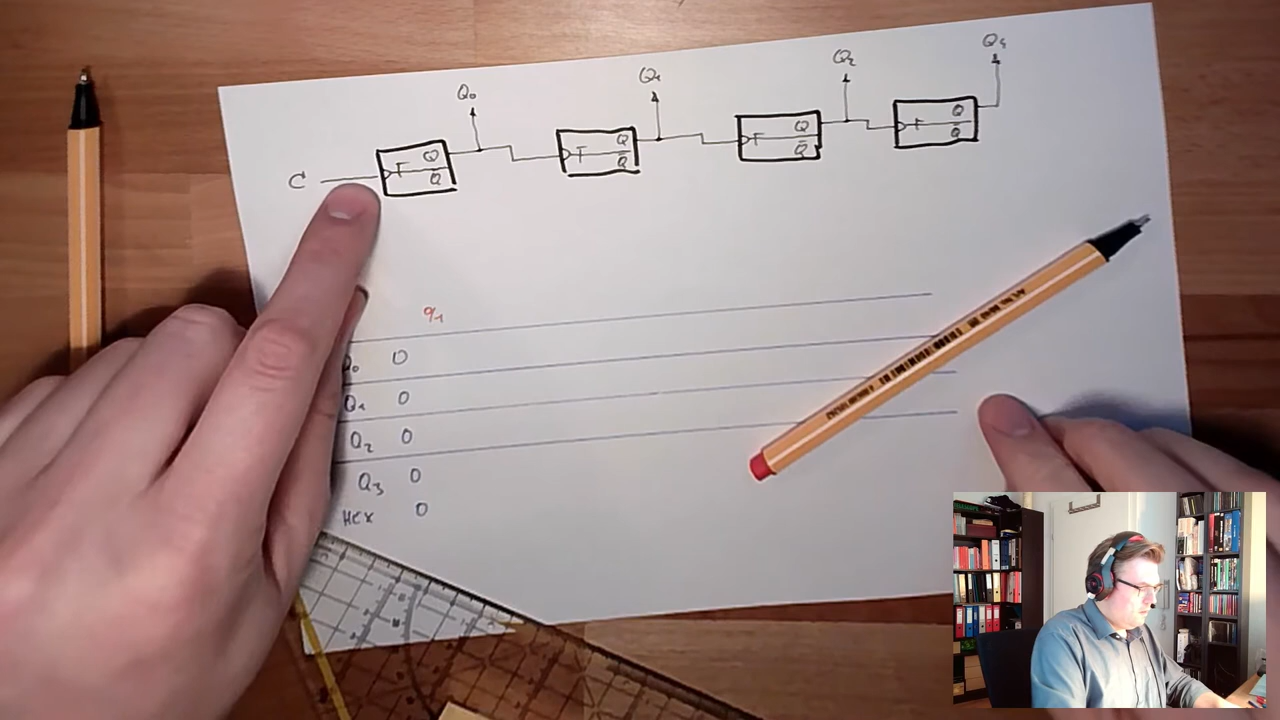 Q₀ Q₁ Q₂ Q₃
C T Q T Q T Q T Q
Q̅ Q̅ Q̅ Q̅
q₁
Q₀ 0
Q₁ 0
Q₂ 0
Q₃ 0
HEX 0